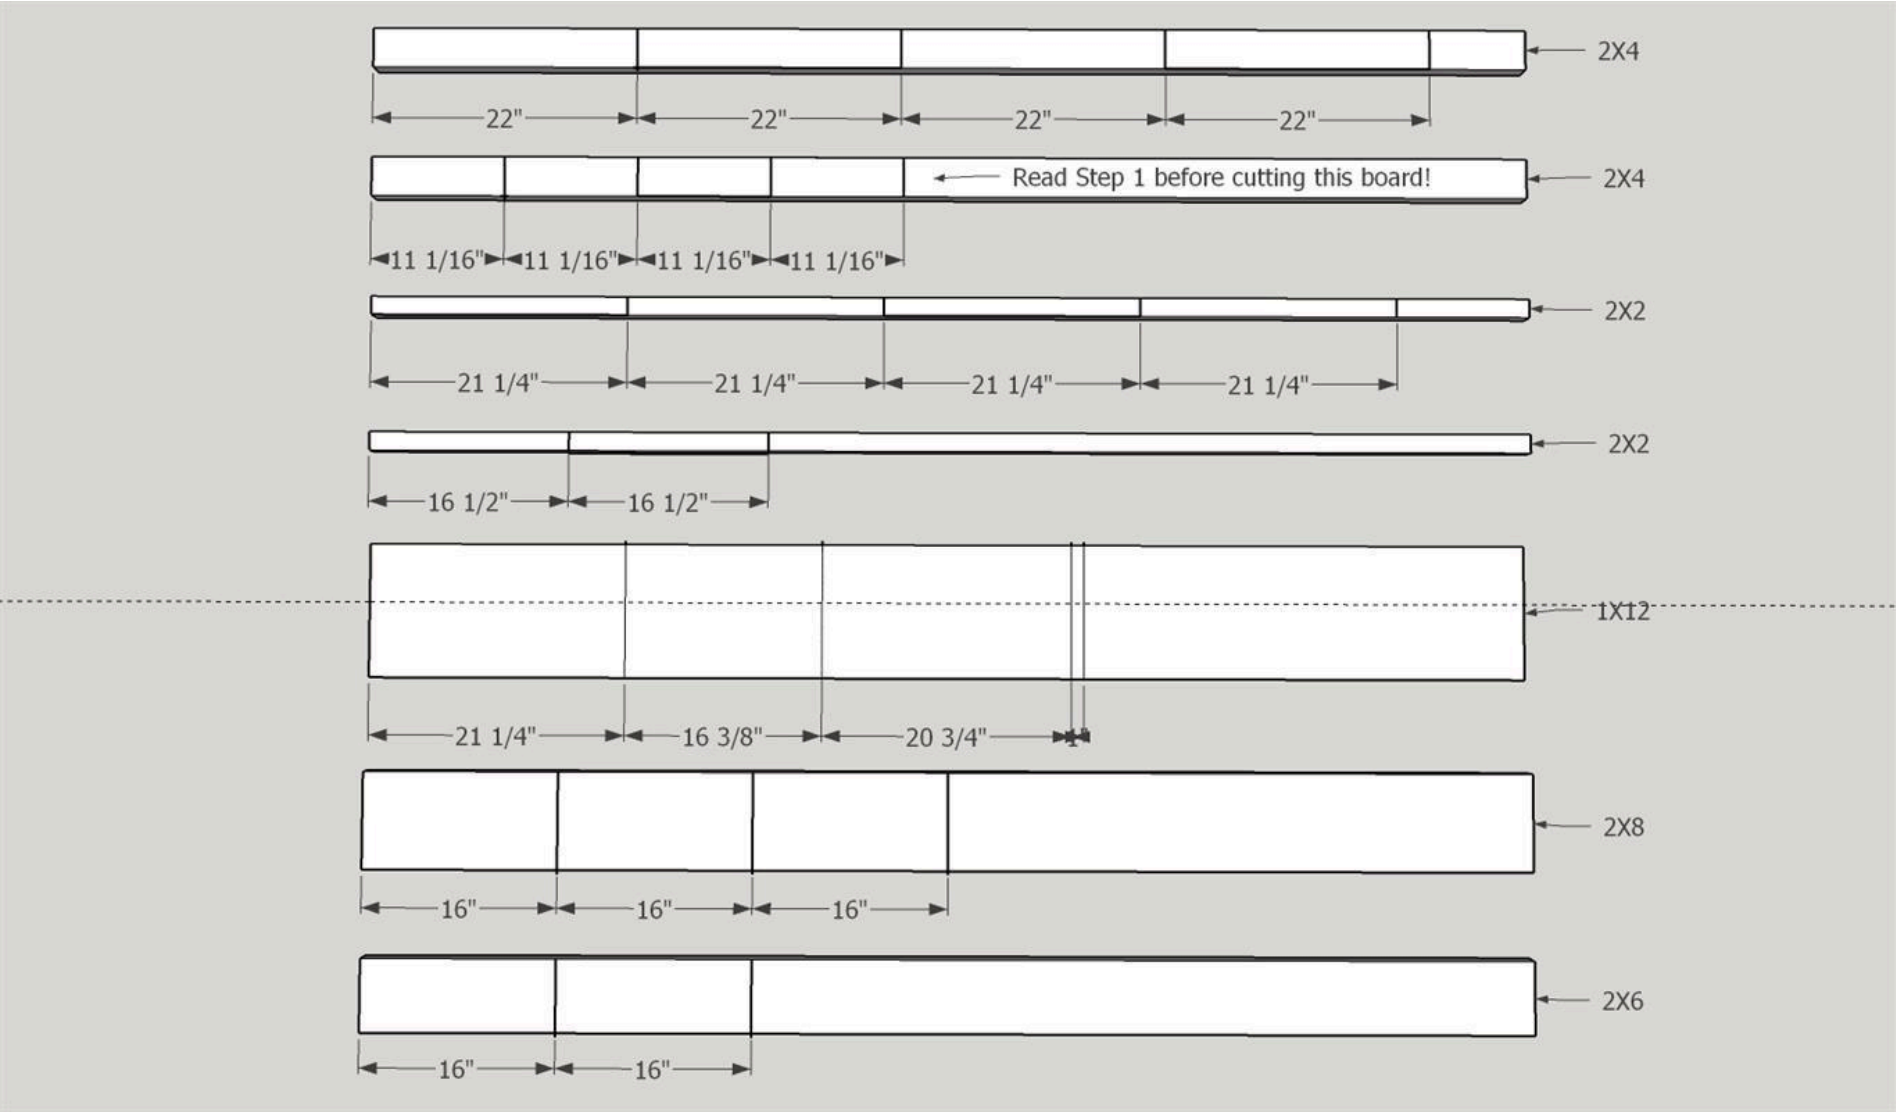 2X4
22" 22" 22" 22"
Read Step 1 before cutting this board! 2X4
11 1/16" 11 1/16" 11 1/16" 11 1/16"
2X2
21 1/4" 21 1/4" 21 1/4" 21 1/4"
2X2
16 1/2" 16 1/2"
1X12
21 1/4" 16 3/8" 20 3/4" 1"
2X8
16" 16" 16"
2X6
16" 16"